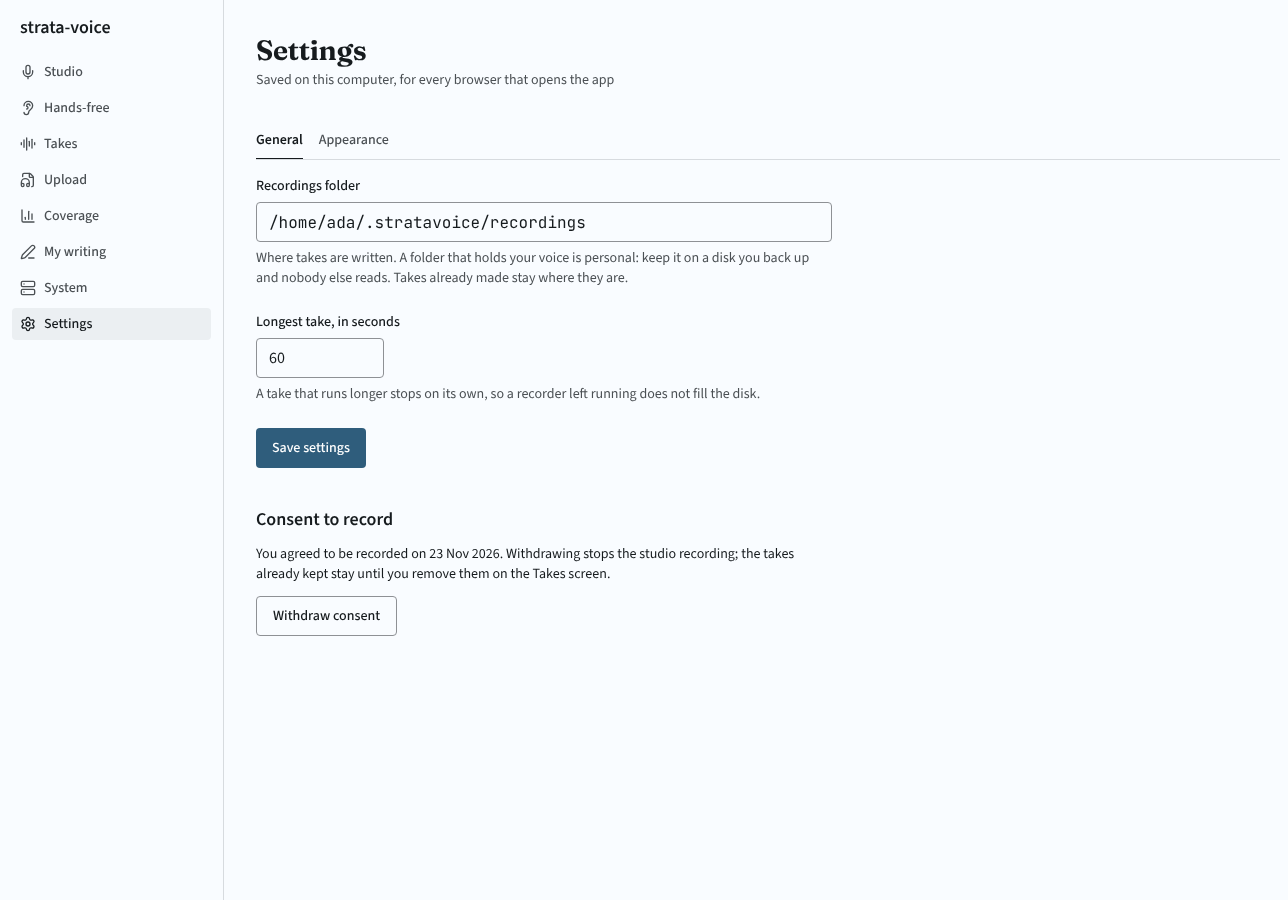 strata-voice
Studio
Hands-free
Takes
Upload
Coverage
My writing
System
Settings
Settings
Saved on this computer, for every browser that opens the app
General
Appearance
Recordings folder
/home/ada/.stratavoice/recordings
Where takes are written. A folder that holds your voice is personal: keep it on a disk you back up
and nobody else reads. Takes already made stay where they are.
Longest take, in seconds
60
A take that runs longer stops on its own, so a recorder left running does not fill the disk.
Save settings
Consent to record
You agreed to be recorded on 23 Nov 2026. Withdrawing stops the studio recording; the takes
already kept stay until you remove them on the Takes screen.
Withdraw consent